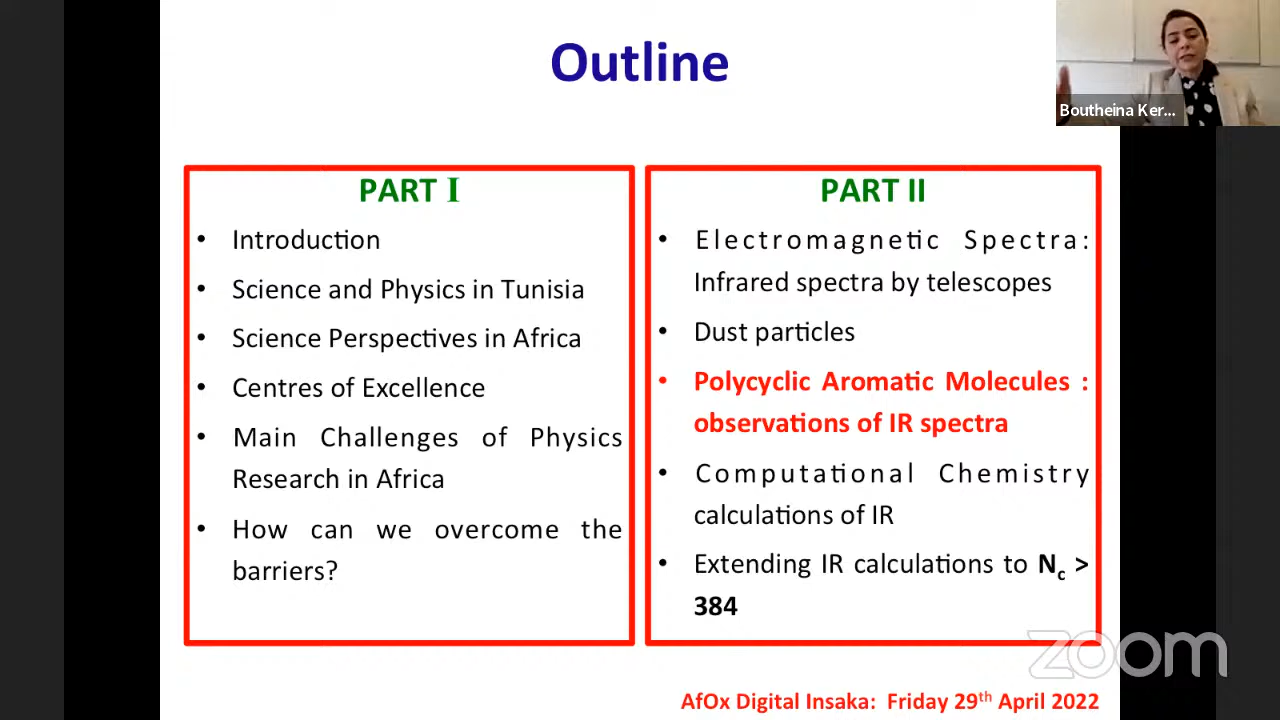 Outline
Boutheina Ker...
PART I
• Introduction
• Science and Physics in Tunisia
• Science Perspectives in Africa
• Centres of Excellence
• Main Challenges of Physics
Research in Africa
• How can we overcome the
barriers?
PART II
• Electromagnetic Spectra:
Infrared spectra by telescopes
• Dust particles
• Polycyclic Aromatic Molecules :
observations of IR spectra
• Computational Chemistry
calculations of IR
• Extending IR calculations to Nc >
384
zoom
AfOx Digital Insaka: Friday 29th April 2022